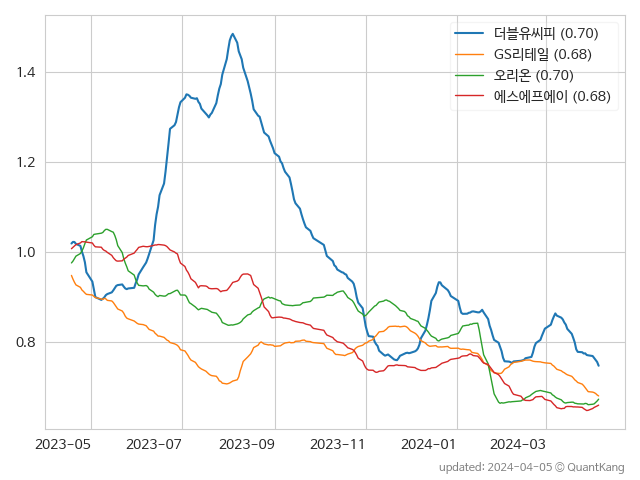 더블유씨피 (0.70)
GS리테일 (0.68)
오리온 (0.70)
에스에프에이 (0.68)
1.4
1.2
1.0
0.8
2023-05 2023-07 2023-09 2023-11 2024-01 2024-03
updated: 2024-04-05 © QuantKang